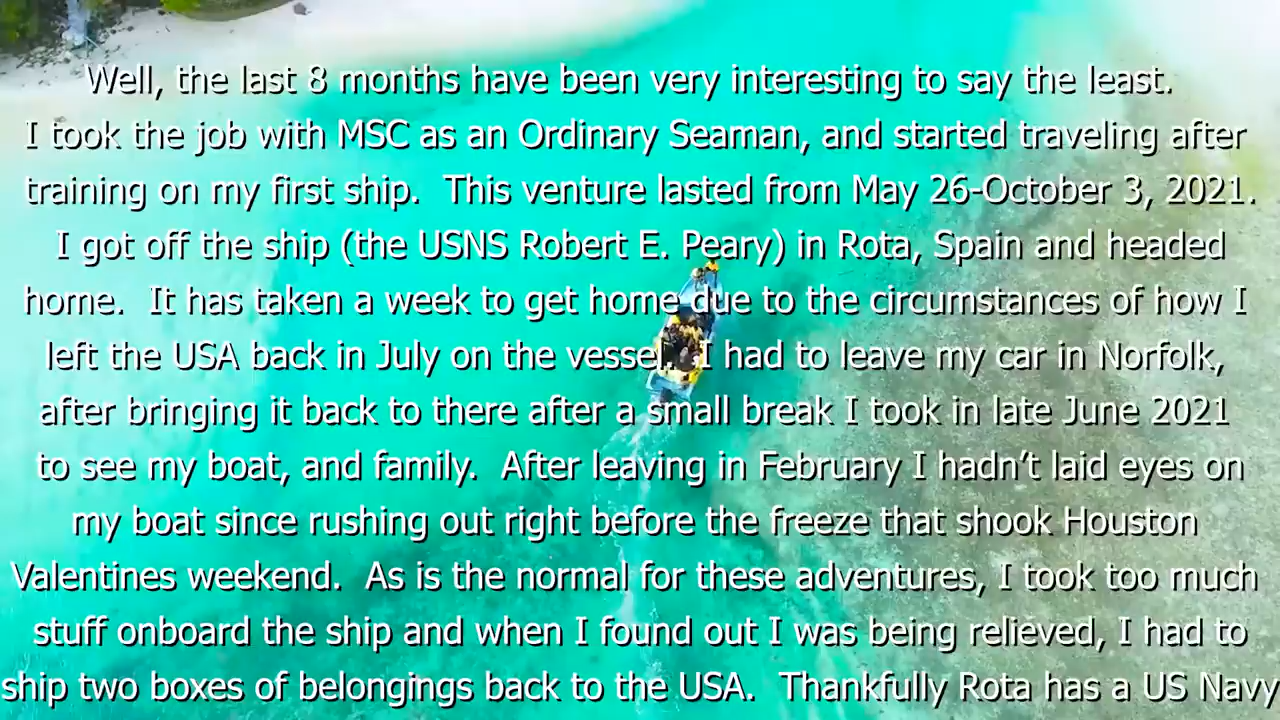 Well, the last 8 months have been very interesting to say the least.
I took the job with MSC as an Ordinary Seaman, and started traveling after
training on my first ship.  This venture lasted from May 26-October 3, 2021.
I got off the ship (the USNS Robert E. Peary) in Rota, Spain and headed
home.  It has taken a week to get home due to the circumstances of how I
left the USA back in July on the vessel.  I had to leave my car in Norfolk,
after bringing it back to there after a small break I took in late June 2021
to see my boat, and family.  After leaving in February I hadn’t laid eyes on
my boat since rushing out right before the freeze that shook Houston
Valentines weekend.  As is the normal for these adventures, I took too much
stuff onboard the ship and when I found out I was being relieved, I had to
ship two boxes of belongings back to the USA.  Thankfully Rota has a US Navy